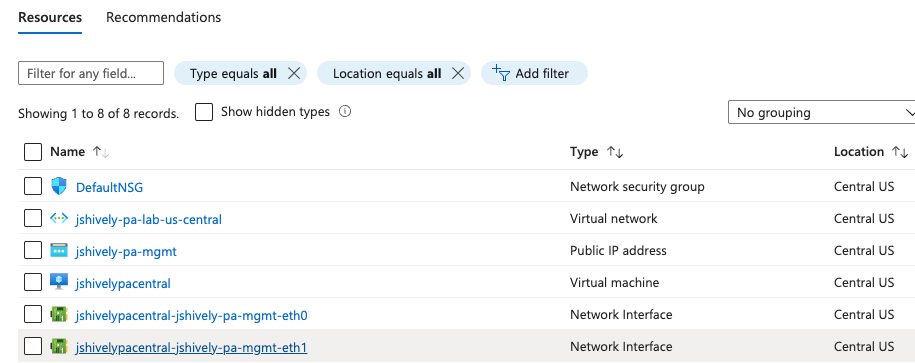 Resources Recommendations
Filter for any field... Type equals all Location equals all Add filter
Showing 1 to 8 of 8 records. Show hidden types No grouping
Name Type Location
DefaultNSG Network security group Central US
jshively-pa-lab-us-central Virtual network Central US
jshively-pa-mgmt Public IP address Central US
jshivelypacentral Virtual machine Central US
jshivelypacentral-jshively-pa-mgmt-eth0 Network Interface Central US
jshivelypacentral-jshively-pa-mgmt-eth1 Network Interface Central US